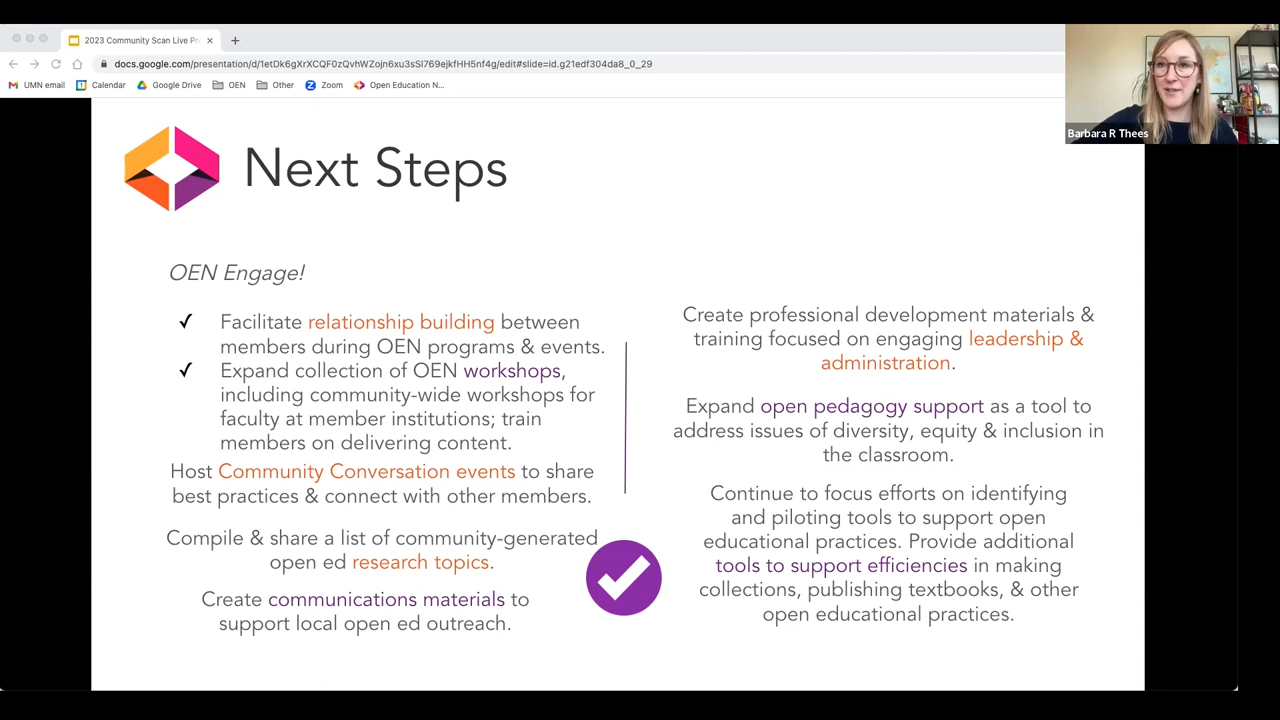 2023 Community Scan Live Pr
docs.google.com/presentation/d/1etDk6gXrXCQF0zQvhWZojn6xu3sSl769ejkfHH5nf4g/edit#slide=id.g21edf304da8_0_29
UMN email
Calendar
Google Drive
OEN
Other
Zoom
Open Education N...
Barbara R Thees
Next Steps
OEN Engage!
✓ Facilitate relationship building between
members during OEN programs & events.
✓ Expand collection of OEN workshops,
including community-wide workshops for
faculty at member institutions; train
members on delivering content.
Host Community Conversation events to share
best practices & connect with other members.
Compile & share a list of community-generated
open ed research topics.
Create communications materials to
support local open ed outreach.
Create professional development materials &
training focused on engaging leadership &
administration.
Expand open pedagogy support as a tool to
address issues of diversity, equity & inclusion in
the classroom.
Continue to focus efforts on identifying
and piloting tools to support open
educational practices. Provide additional
tools to support efficiencies in making
collections, publishing textbooks, & other
open educational practices.